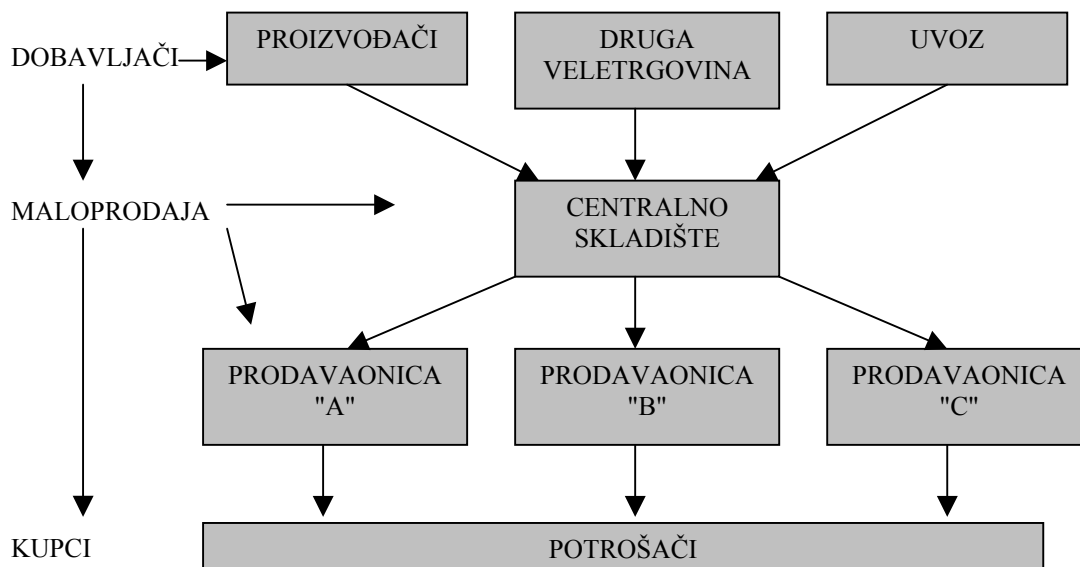 DOBAVLJAČI
PROIZVOĐAČI
DRUGA
VELETRGOVINA
UVOZ
MALOPRODAJA
CENTRALNO
SKLADIŠTE
PRODAVAONICA
"A"
PRODAVAONICA
"B"
PRODAVAONICA
"C"
KUPCI
POTROŠAČI